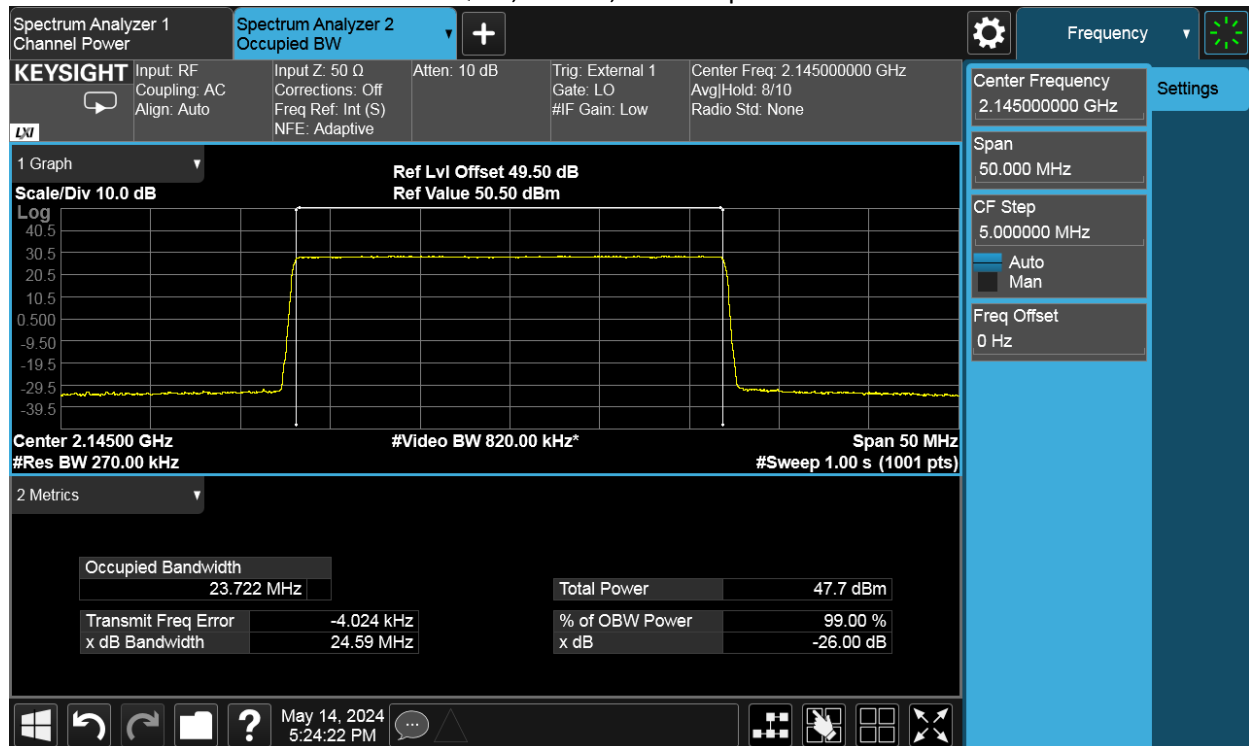 Spectrum Analyzer 1
Channel Power
Spectrum Analyzer 2
Occupied BW
Frequency
KEYSIGHT
LXI
Input: RF
Coupling: AC
Align: Auto
Input Z: 50 Ω
Corrections: Off
Freq Ref: Int (S)
NFE: Adaptive
Atten: 10 dB
Trig: External 1
Gate: LO
#IF Gain: Low
Center Freq: 2.145000000 GHz
Avg|Hold: 8/10
Radio Std: None
Center Frequency
2.145000000 GHz
Settings
Span
50.000 MHz
CF Step
5.000000 MHz
Auto
Man
Freq Offset
0 Hz
1 Graph
Scale/Div 10.0 dB
Ref Lvl Offset 49.50 dB
Ref Value 50.50 dBm
Log
40.5
30.5
20.5
10.5
0.500
-9.50
-19.5
-29.5
-39.5
Center 2.14500 GHz
#Video BW 820.00 kHz*
Span 50 MHz
#Res BW 270.00 kHz
#Sweep 1.00 s (1001 pts)
2 Metrics
Occupied Bandwidth
23.722 MHz
Total Power 47.7 dBm
Transmit Freq Error -4.024 kHz
% of OBW Power 99.00 %
x dB Bandwidth 24.59 MHz
x dB -26.00 dB
?
May 14, 2024
5:24:22 PM